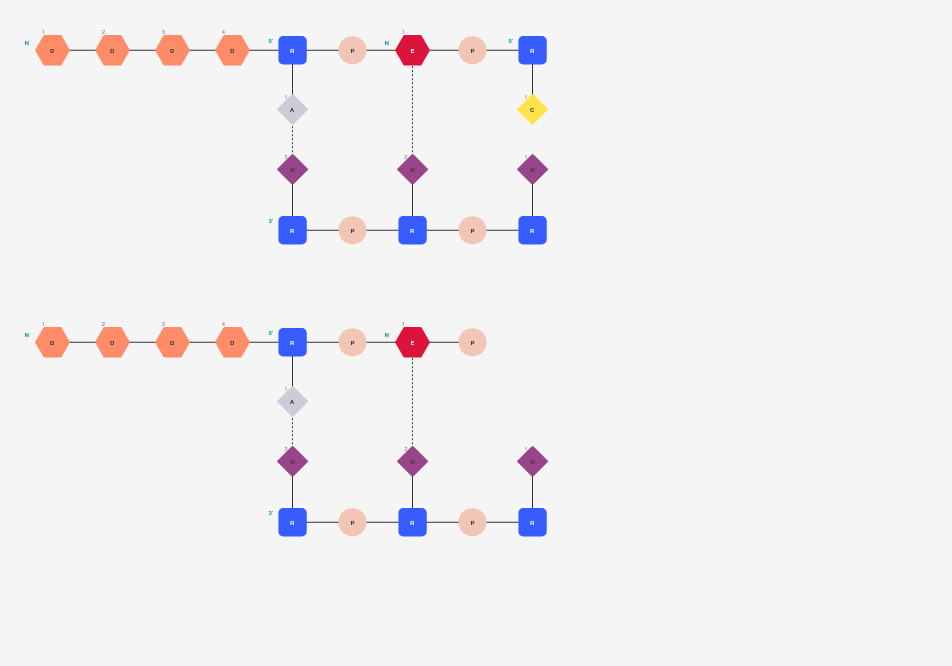 1 2 3 4 1
N D D D D 5' R P N E P 5' R
1 A 1 C
3 U 2 U 1 U
3' R P R P R
1 2 3 4 1
N D D D D 5' R P N E P
1 A
3 U 2 U 1 U
3' R P R P R